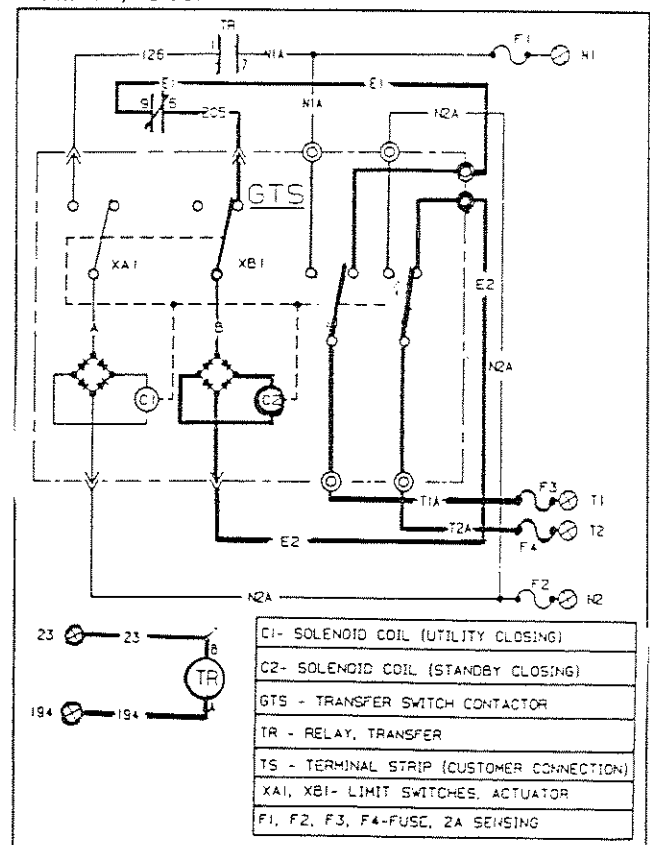 TR
F1
126
1
7
N1A
N1
E1
E1
9
6
205
N1A
N2A
GTS
XA1
XB1
E2
A
B
N2A
C1
C2
F3
T1A
T1
T2A
T2
E2
F4
F2
N2A
N2
23
23
B
TR
A
194
194
C1- SOLENOID COIL (UTILITY CLOSING)
C2- SOLENOID COIL (STANDBY CLOSING)
GTS - TRANSFER SWITCH CONTACTOR
TR - RELAY, TRANSFER
TS - TERMINAL STRIP (CUSTOMER CONNECTION)
XA1, XB1- LIMIT SWITCHES, ACTUATOR
F1, F2, F3, F4-FUSE, 2A SENSING